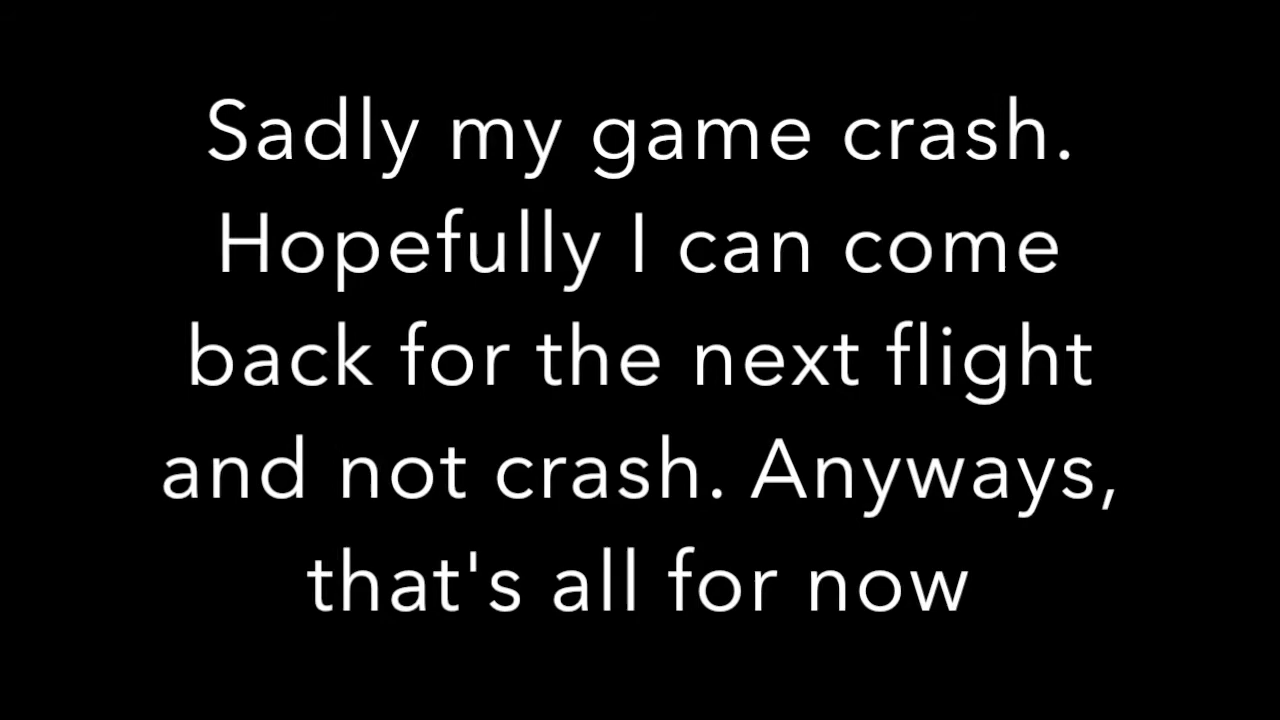 Sadly my game crash.
Hopefully I can come
back for the next flight
and not crash. Anyways,
that's all for now